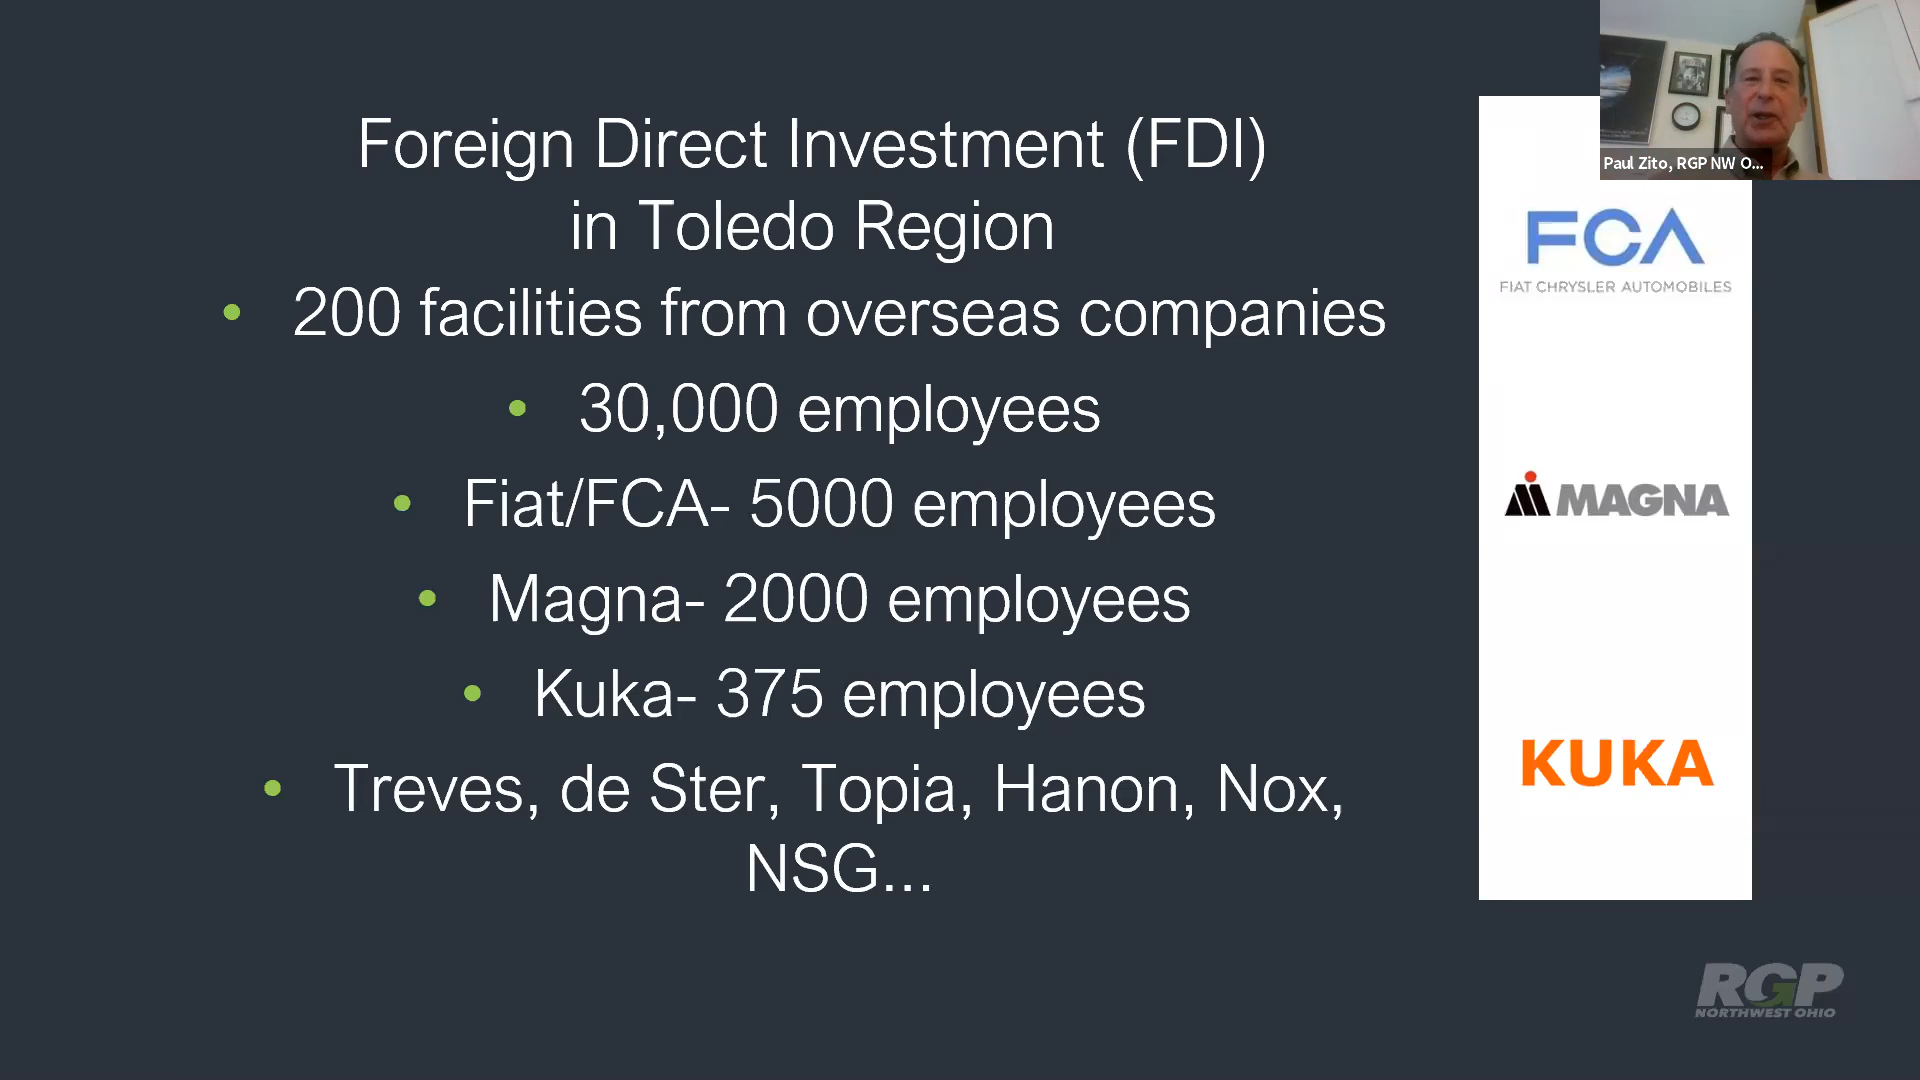 Foreign Direct Investment (FDI)
in Toledo Region
• 200 facilities from overseas companies
• 30,000 employees
• Fiat/FCA- 5000 employees
• Magna- 2000 employees
• Kuka- 375 employees
• Treves, de Ster, Topia, Hanon, Nox,
NSG...
Paul Zito, RGP NW O...
FCA
FIAT CHRYSLER AUTOMOBILES
MAGNA
KUKA
RGP
NORTHWEST OHIO